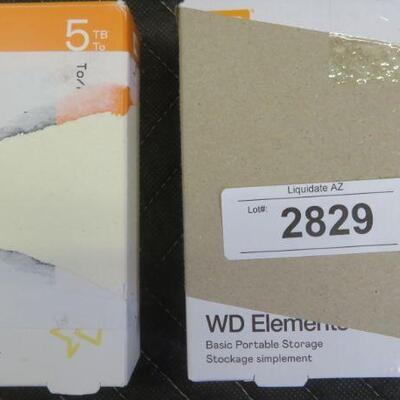 5 TB
To
Liquidate AZ
Lot#:
2829
WD Elements
Basic Portable Storage
Stockage simplement